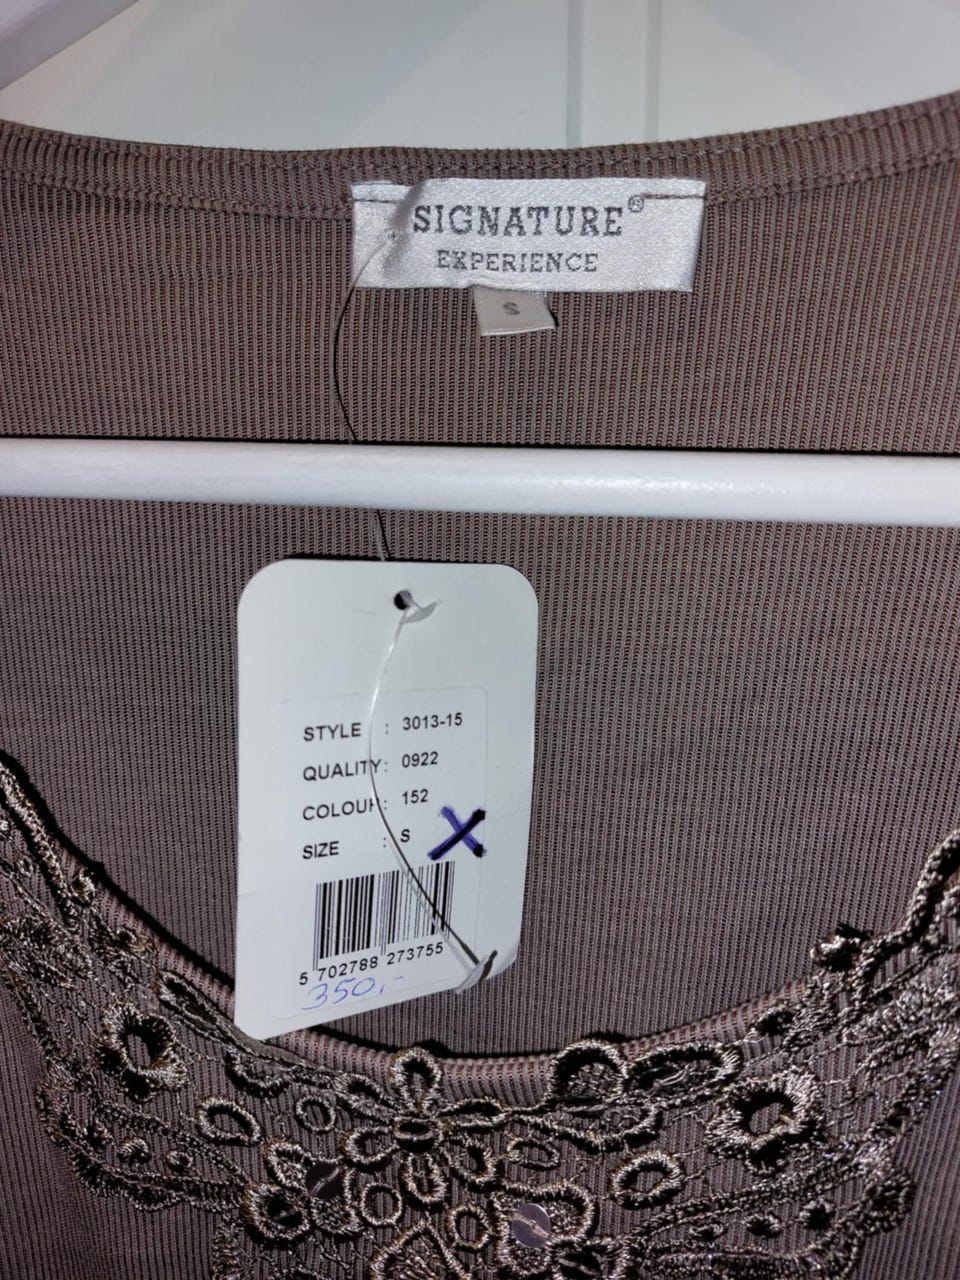 SIGNATURE®
EXPERIENCE
S
STYLE : 3013-15
QUALITY: 0922
COLOUR: 152
SIZE : S X
5 702788 273755
350,-